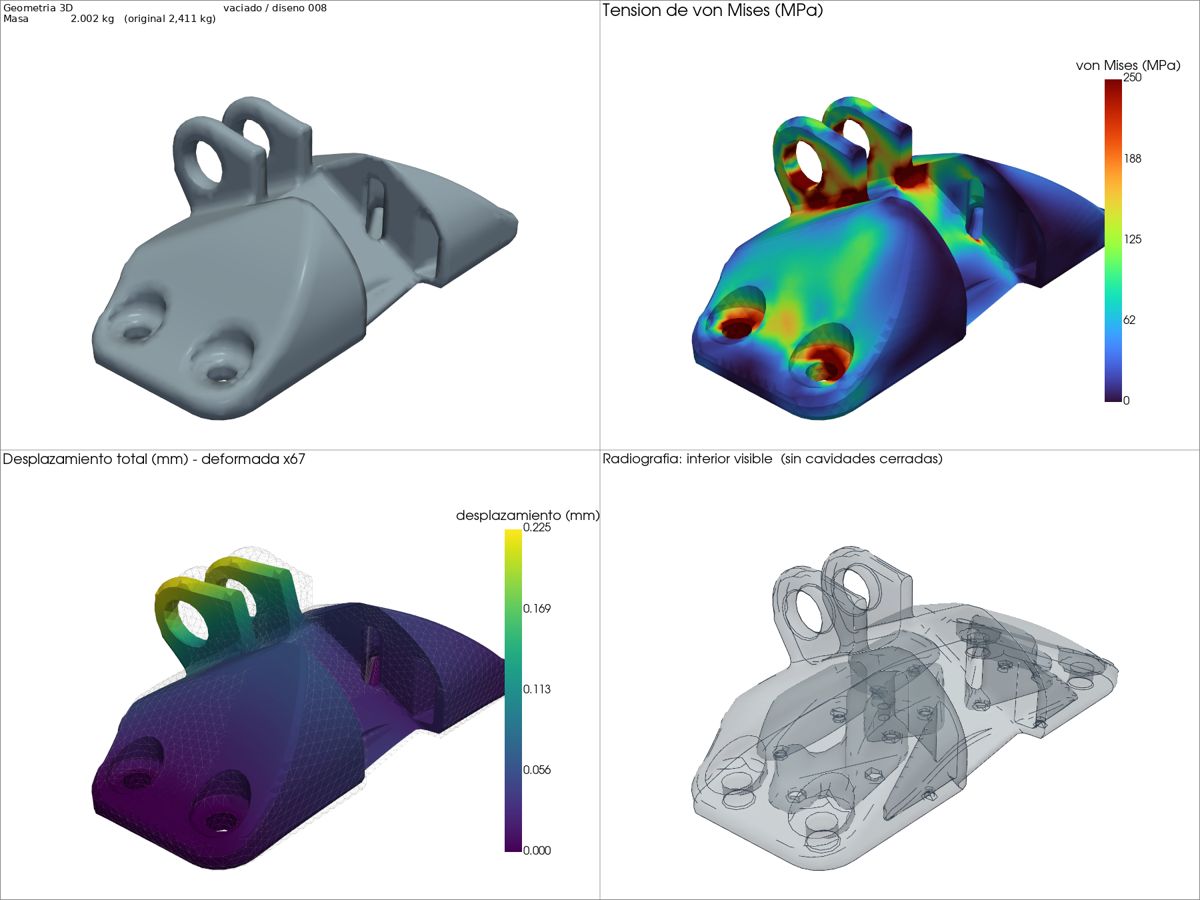 Geometria 3D vaciado / diseno 008
Masa 2.002 kg (original 2,411 kg)
Tension de von Mises (MPa)
von Mises (MPa)
250
188
125
62
0
Desplazamiento total (mm) - deformada x67
desplazamiento (mm)
0.225
0.169
0.113
0.056
0.000
Radiografia: interior visible (sin cavidades cerradas)